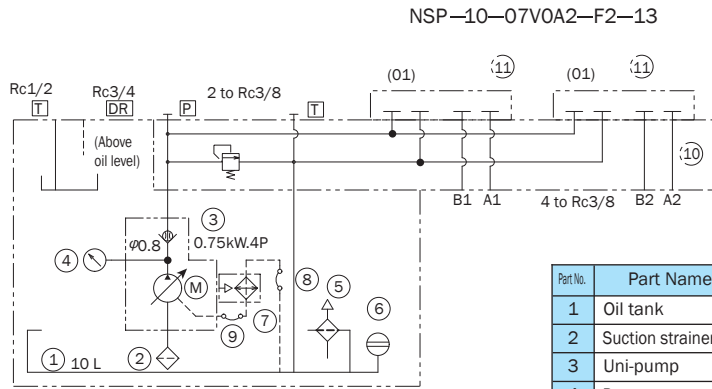 NSP—10—07V0A2—F2—13
(01) 11 (01) 11
Rc1/2 Rc3/4 2 to Rc3/8
T DR P T
(Above
oil level)
10
B1 A1 4 to Rc3/8 B2 A2
3
φ0.8 0.75kW.4P
4 M 8 5 6
9 7
1 10 L 2
Part No. Part Name
1 Oil tank
2 Suction strainer
3 Uni-pump